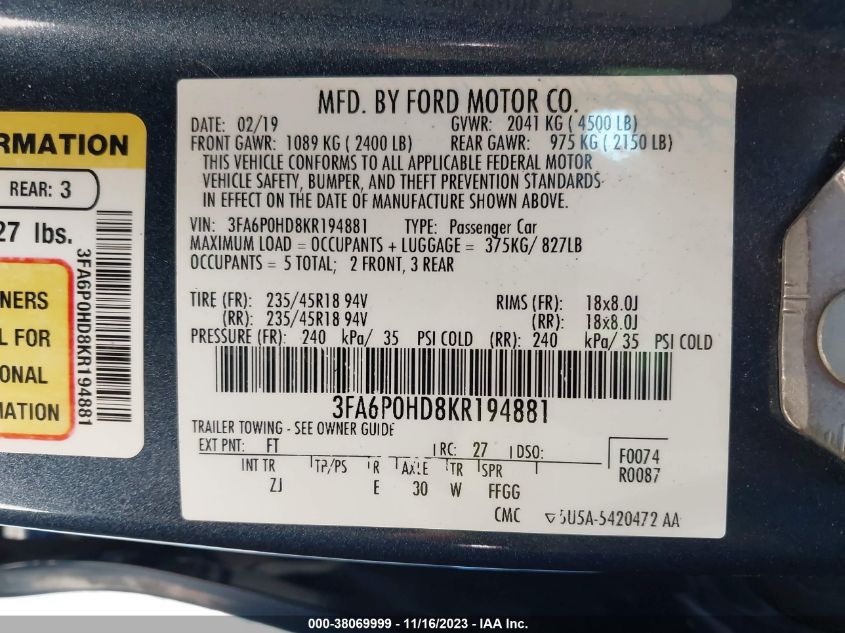 MFD. BY FORD MOTOR CO.
DATE: 02/19 GVWR: 2041 KG ( 4500 LB)
FRONT GAWR: 1089 KG ( 2400 LB) REAR GAWR: 975 KG ( 2150 LB)
THIS VEHICLE CONFORMS TO ALL APPLICABLE FEDERAL MOTOR
VEHICLE SAFETY, BUMPER, AND THEFT PREVENTION STANDARDS
IN EFFECT ON THE DATE OF MANUFACTURE SHOWN ABOVE.
VIN: 3FA6P0HD8KR194881 TYPE: Passenger Car
MAXIMUM LOAD = OCCUPANTS + LUGGAGE = 375KG/ 827LB
OCCUPANTS = 5 TOTAL; 2 FRONT, 3 REAR
TIRE (FR): 235/45R18 94V RIMS (FR): 18x8.0J
(RR): 235/45R18 94V (RR): 18x8.0J
PRESSURE (FR): 240 kPa/ 35 PSI COLD (RR): 240 kPa/ 35 PSI COLD
3FA6P0HD8KR194881
TRAILER TOWING - SEE OWNER GUIDE
EXT PNT: FT RC: 27 DSO: F0074
R0087
INT TR TP/PS R AXLE TR SPR
ZJ E 30 W FFGG
CMC 5U5A-5420472 AA
RMATION
REAR: 3
27 lbs.
3FA6P0HD8KR194881
NERS
L FOR
ONAL
MATION
000-38069999 - 11/16/2023 - IAA Inc.